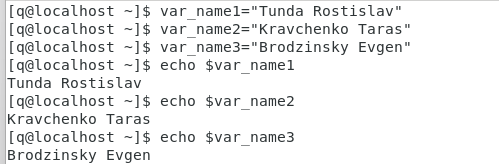 [q@localhost ~]$ var_name1="Tunda Rostislav"
[q@localhost ~]$ var_name2="Kravchenko Taras"
[q@localhost ~]$ var_name3="Brodzinsky Evgen"
[q@localhost ~]$ echo $var_name1
Tunda Rostislav
[q@localhost ~]$ echo $var_name2
Kravchenko Taras
[q@localhost ~]$ echo $var_name3
Brodzinsky Evgen